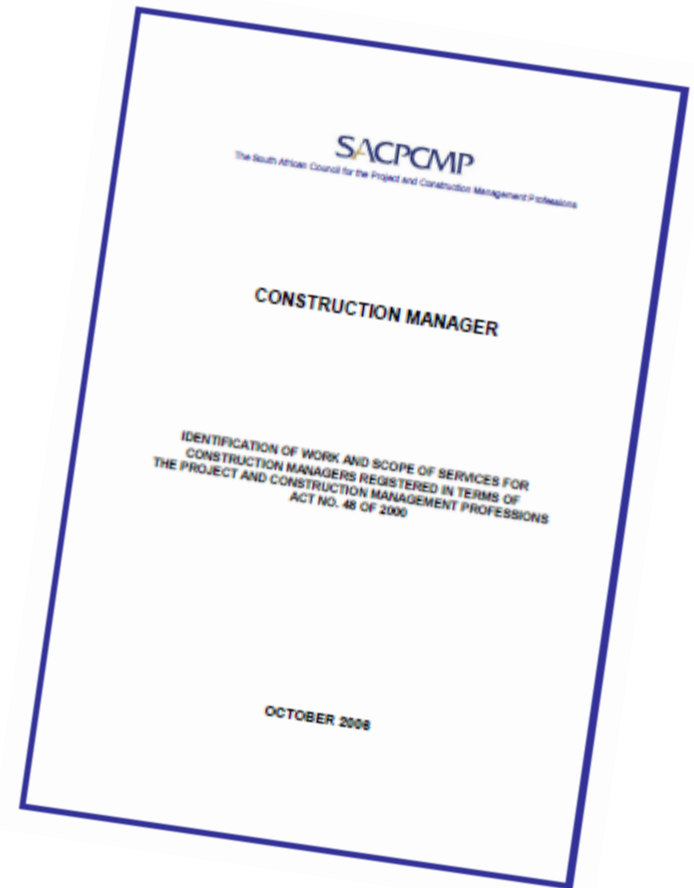 SACPCMP
The South African Council for the Project and Construction Management Professions
CONSTRUCTION MANAGER
IDENTIFICATION OF WORK AND SCOPE OF SERVICES FOR
CONSTRUCTION MANAGERS REGISTERED IN TERMS OF
THE PROJECT AND CONSTRUCTION MANAGEMENT PROFESSIONS
ACT NO. 48 OF 2000
OCTOBER 2006